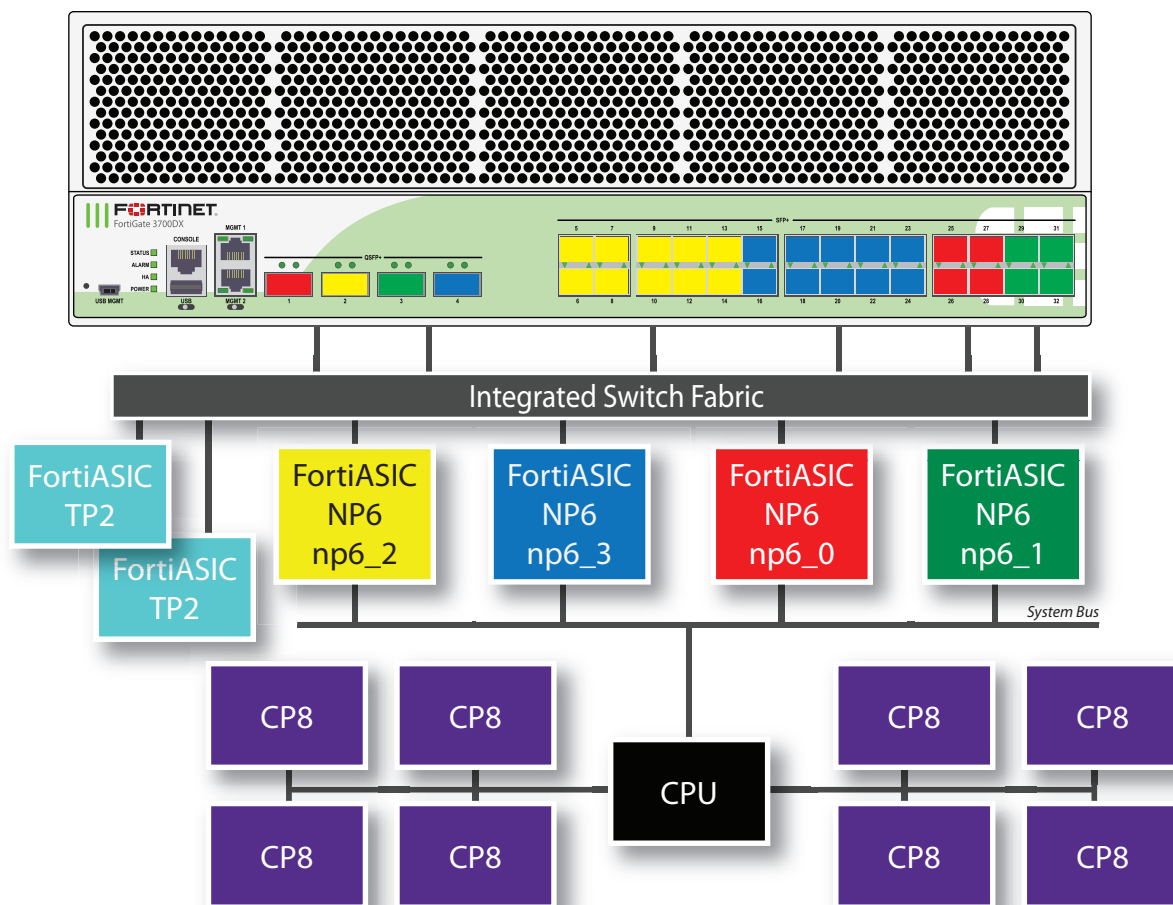 FORTINET
FortiGate 3700DX
STATUS
ALARM
HA
POWER
USB MGMT
CONSOLE
USB
MGMT 1
MGMT 2
QSFP+
1 2 3 4
SFP+
5 7 9 11 13 15 17 19 21 23 25 27 29 31
6 8 10 12 14 16 18 20 22 24 26 28 30 32
Integrated Switch Fabric
FortiASIC
TP2
FortiASIC
TP2
FortiASIC
NP6
np6_2
FortiASIC
NP6
np6_3
FortiASIC
NP6
np6_0
FortiASIC
NP6
np6_1
System Bus
CP8
CP8
CP8
CP8
CPU
CP8
CP8
CP8
CP8